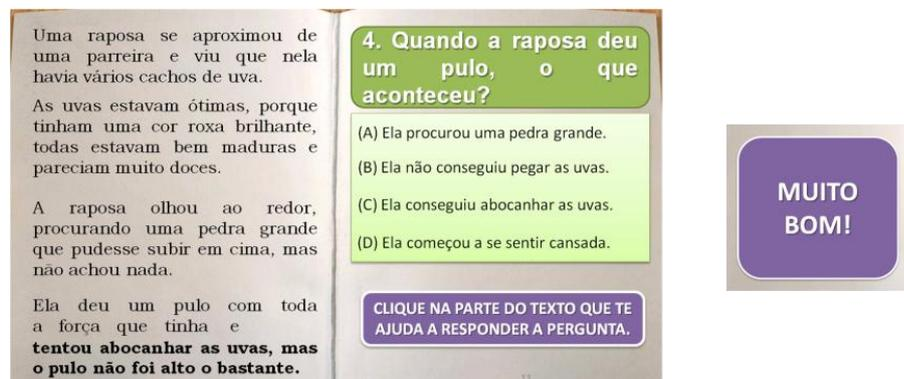 Uma raposa se aproximou de
uma parreira e viu que nela
havia vários cachos de uva.
As uvas estavam ótimas, porque
tinham uma cor roxa brilhante,
todas estavam bem maduras e
pareciam muito doces.
A raposa olhou ao redor,
procurando uma pedra grande
que pudesse subir em cima, mas
não achou nada.
Ela deu um pulo com toda
a força que tinha e
tentou abocanhar as uvas, mas
o pulo não foi alto o bastante.
4. Quando a raposa deu
um pulo, o que
aconteceu?
(A) Ela procurou uma pedra grande.
(B) Ela não conseguiu pegar as uvas.
(C) Ela conseguiu abocanhar as uvas.
(D) Ela começou a se sentir cansada.
CLIQUE NA PARTE DO TEXTO QUE TE
AJUDA A RESPONDER A PERGUNTA.
MUITO
BOM!